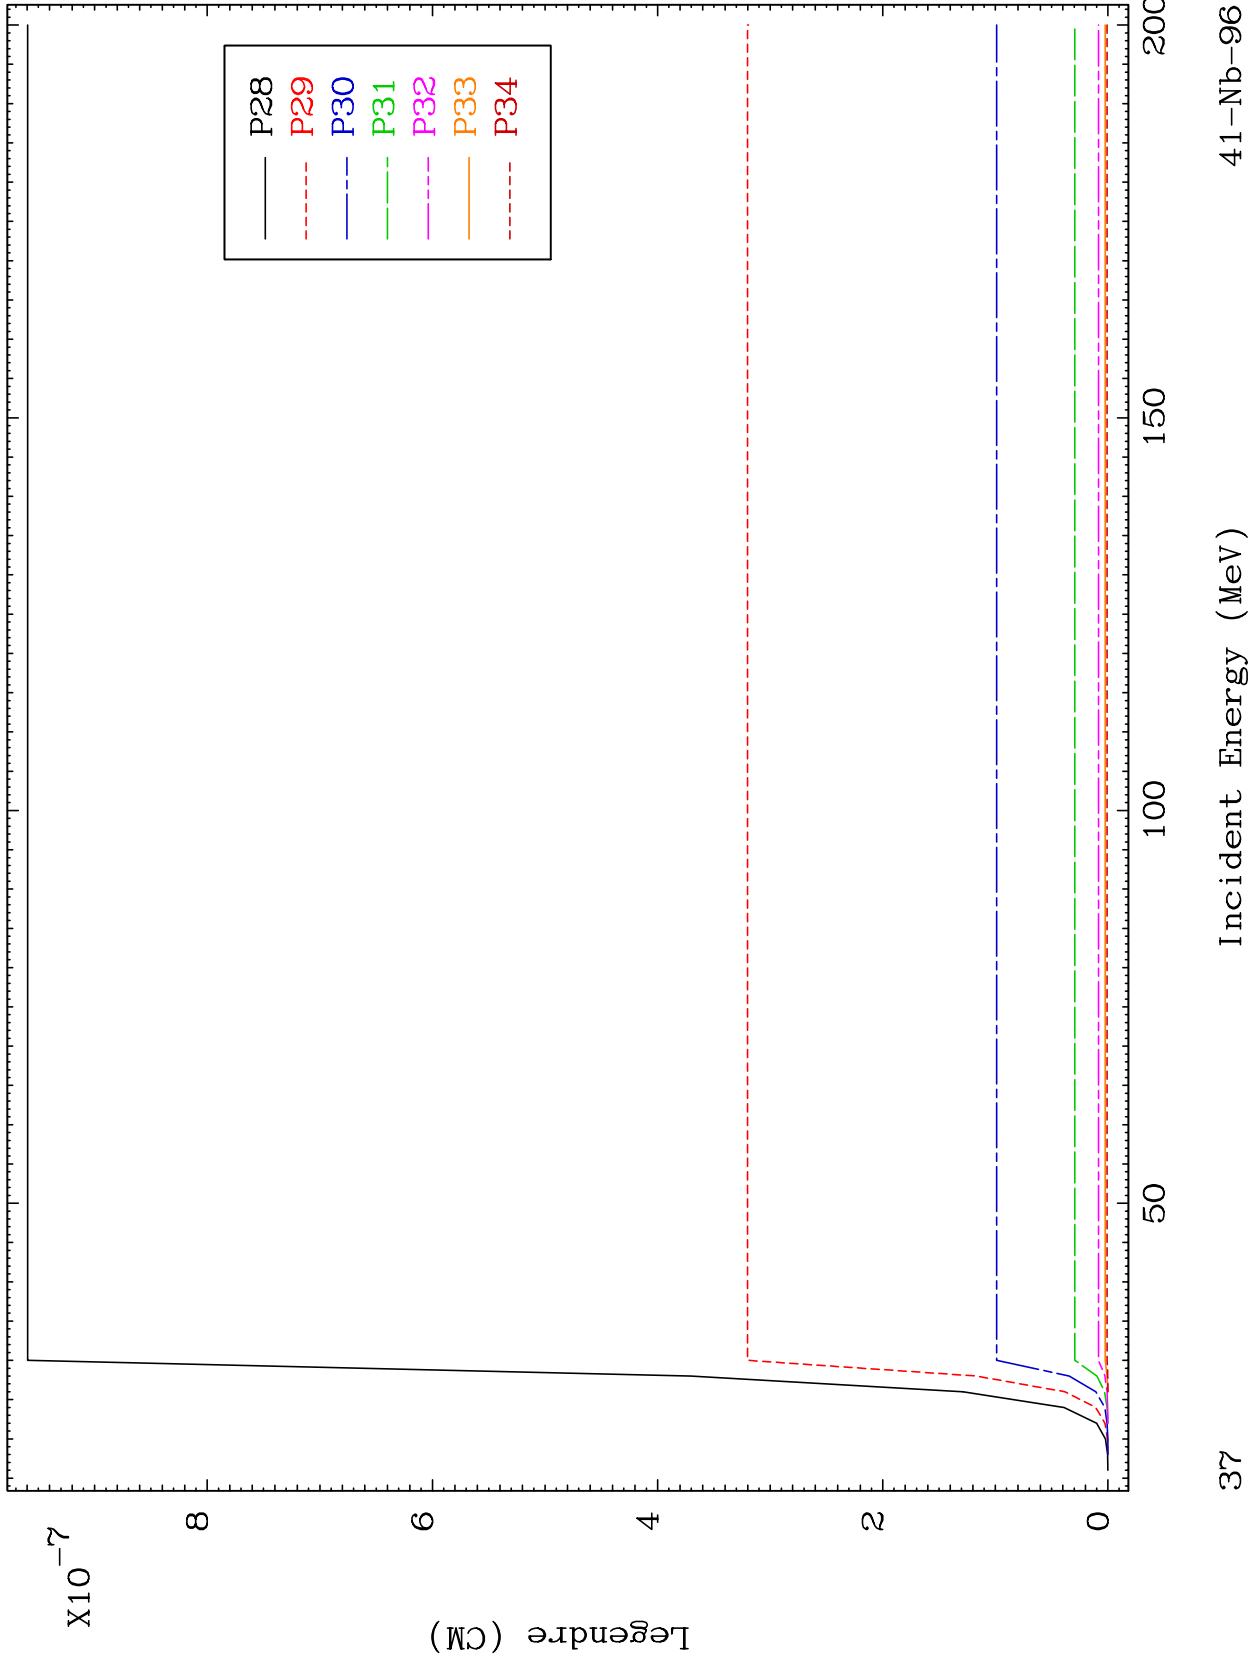 X10-7
8
6
4
2
0
Legendre (CM)
P28
P29
P30
P31
P32
P33
P34
50
100
150
200
Incident Energy (MeV)
37
41-Nb-96